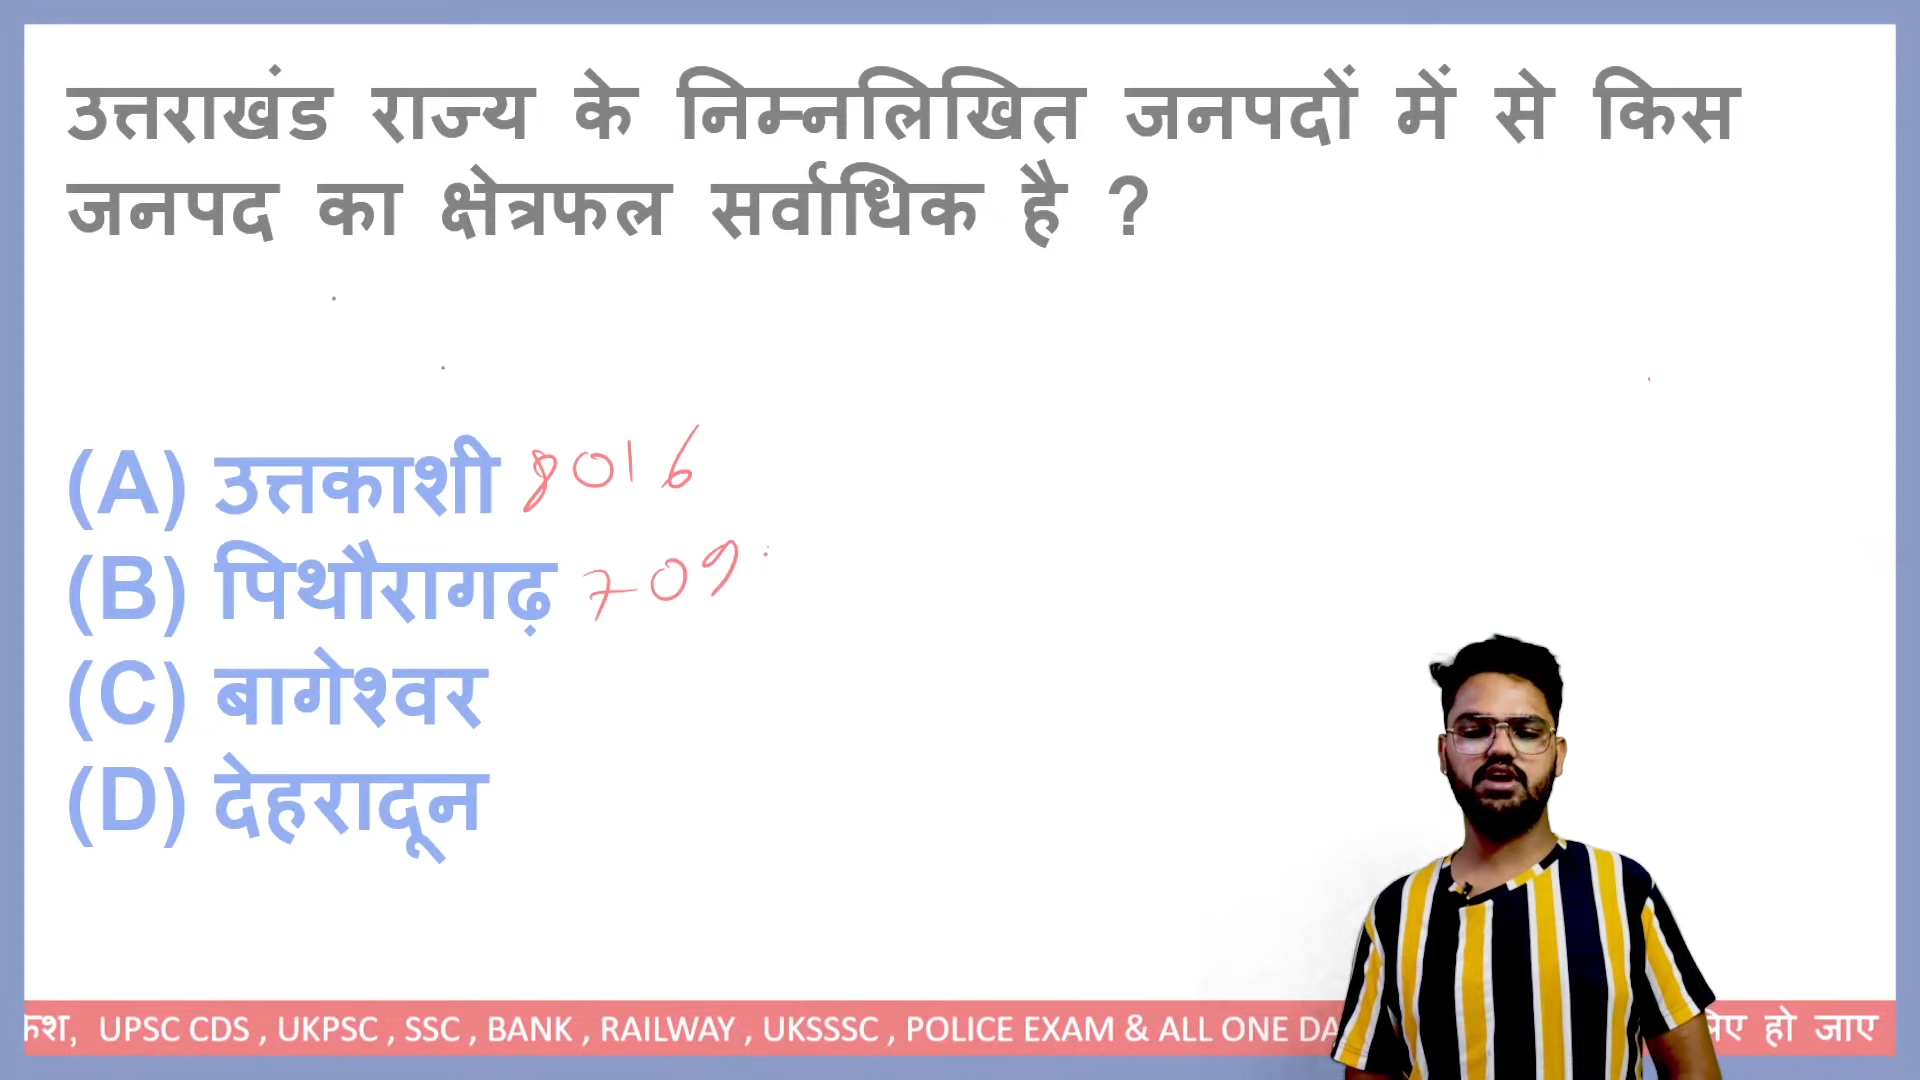 उत्तराखंड राज्य के निम्नलिखित जनपदों में से किस
जनपद का क्षेत्रफल सर्वाधिक है ?
(A) उत्तकाशी 8016
(B) पिथौरागढ़ 709
(C) बागेश्वर
(D) देहरादून
UPSC CDS , UKPSC , SSC , BANK , RAILWAY , UKSSSC , POLICE EXAM & ALL ONE DA हो जाए